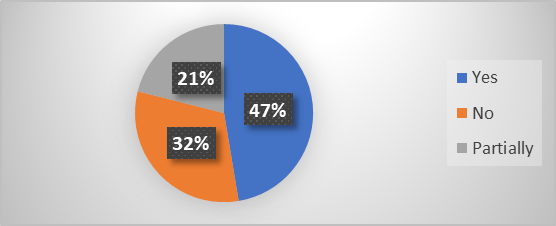 21%
47%
32%
Yes
No
Partially